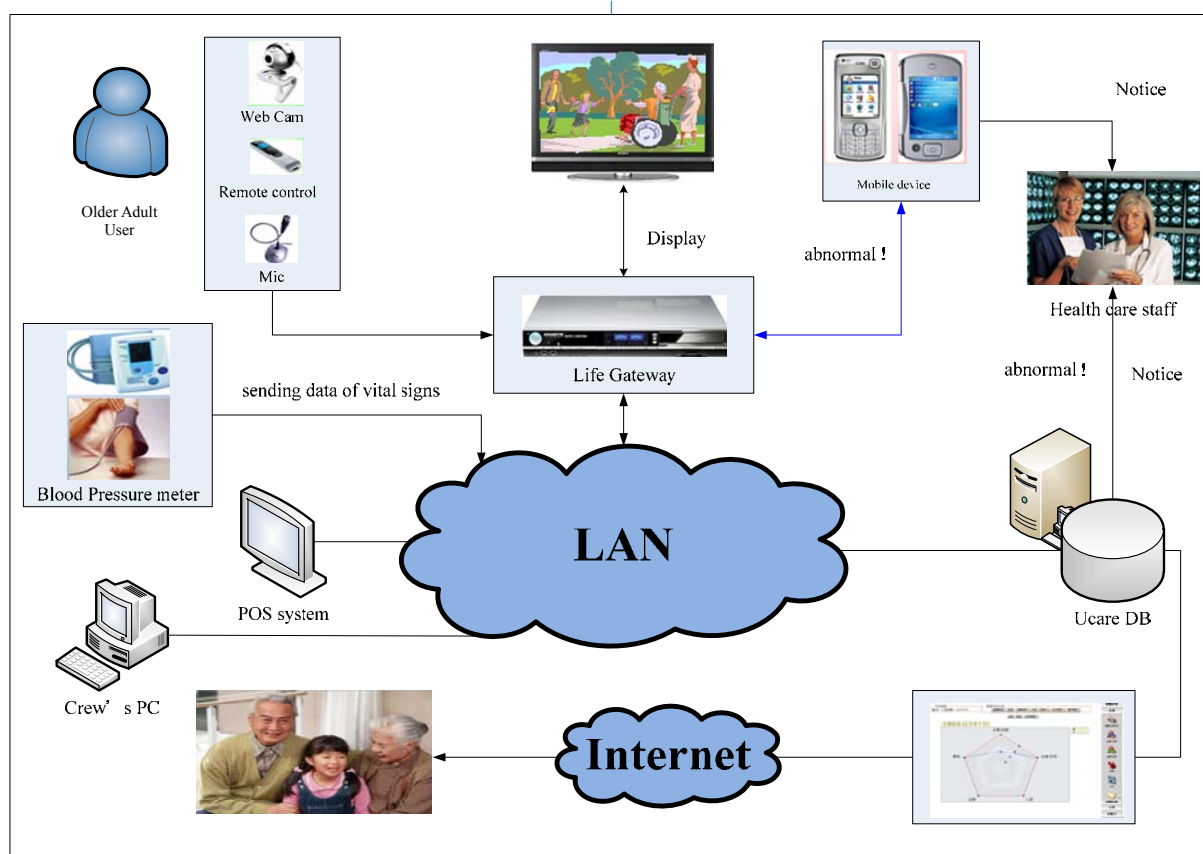 Web Cam
Remote control
Mic
Older Adult
User
Display
Mobile device
abnormal！
Notice
Health care staff
Life Gateway
abnormal！
Notice
sending data of vital signs
Blood Pressure meter
LAN
POS system
Ucare DB
Crew’s PC
Internet